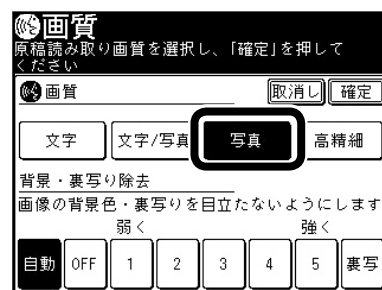 画質
原稿読み取り画質を選択し、「確定」を押して
ください
画質 取消し 確定
文字 文字/写真 写真 高精細
背景・裏写り除去
画像の背景色・裏写りを目立たないようにします
弱く 強く
自動 OFF 1 2 3 4 5 裏写